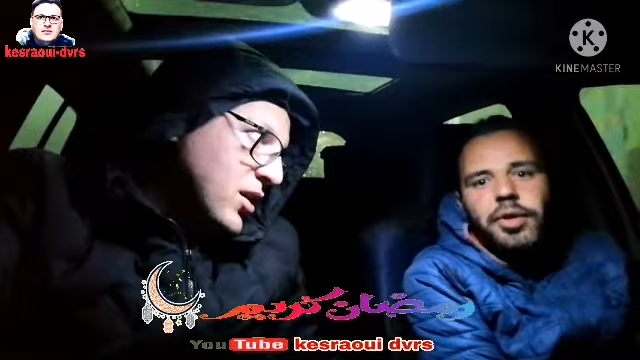 kesraoui-dvrs
KINEMASTER
رمضان كريم
YouTube kesraoui dvrs